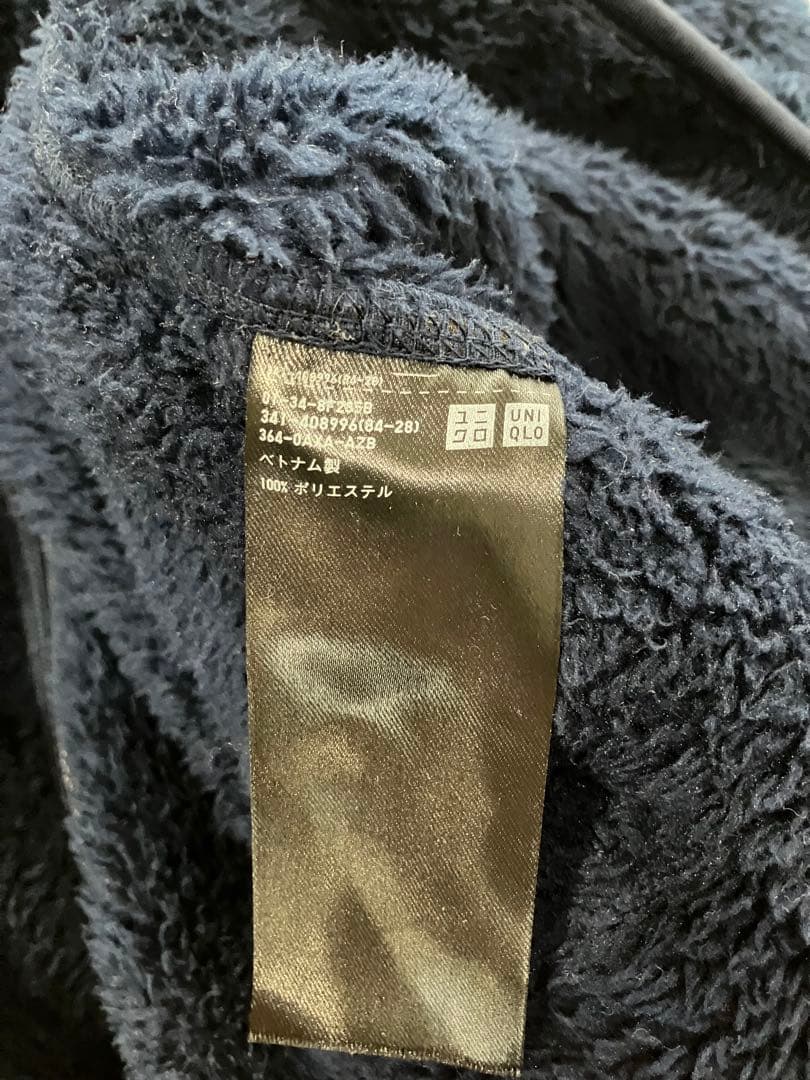 341-408996(84-28)
364-0AXA-AZB
ベトナム製
100% ポリエステル
ユニ
クロ
UNI
QLO